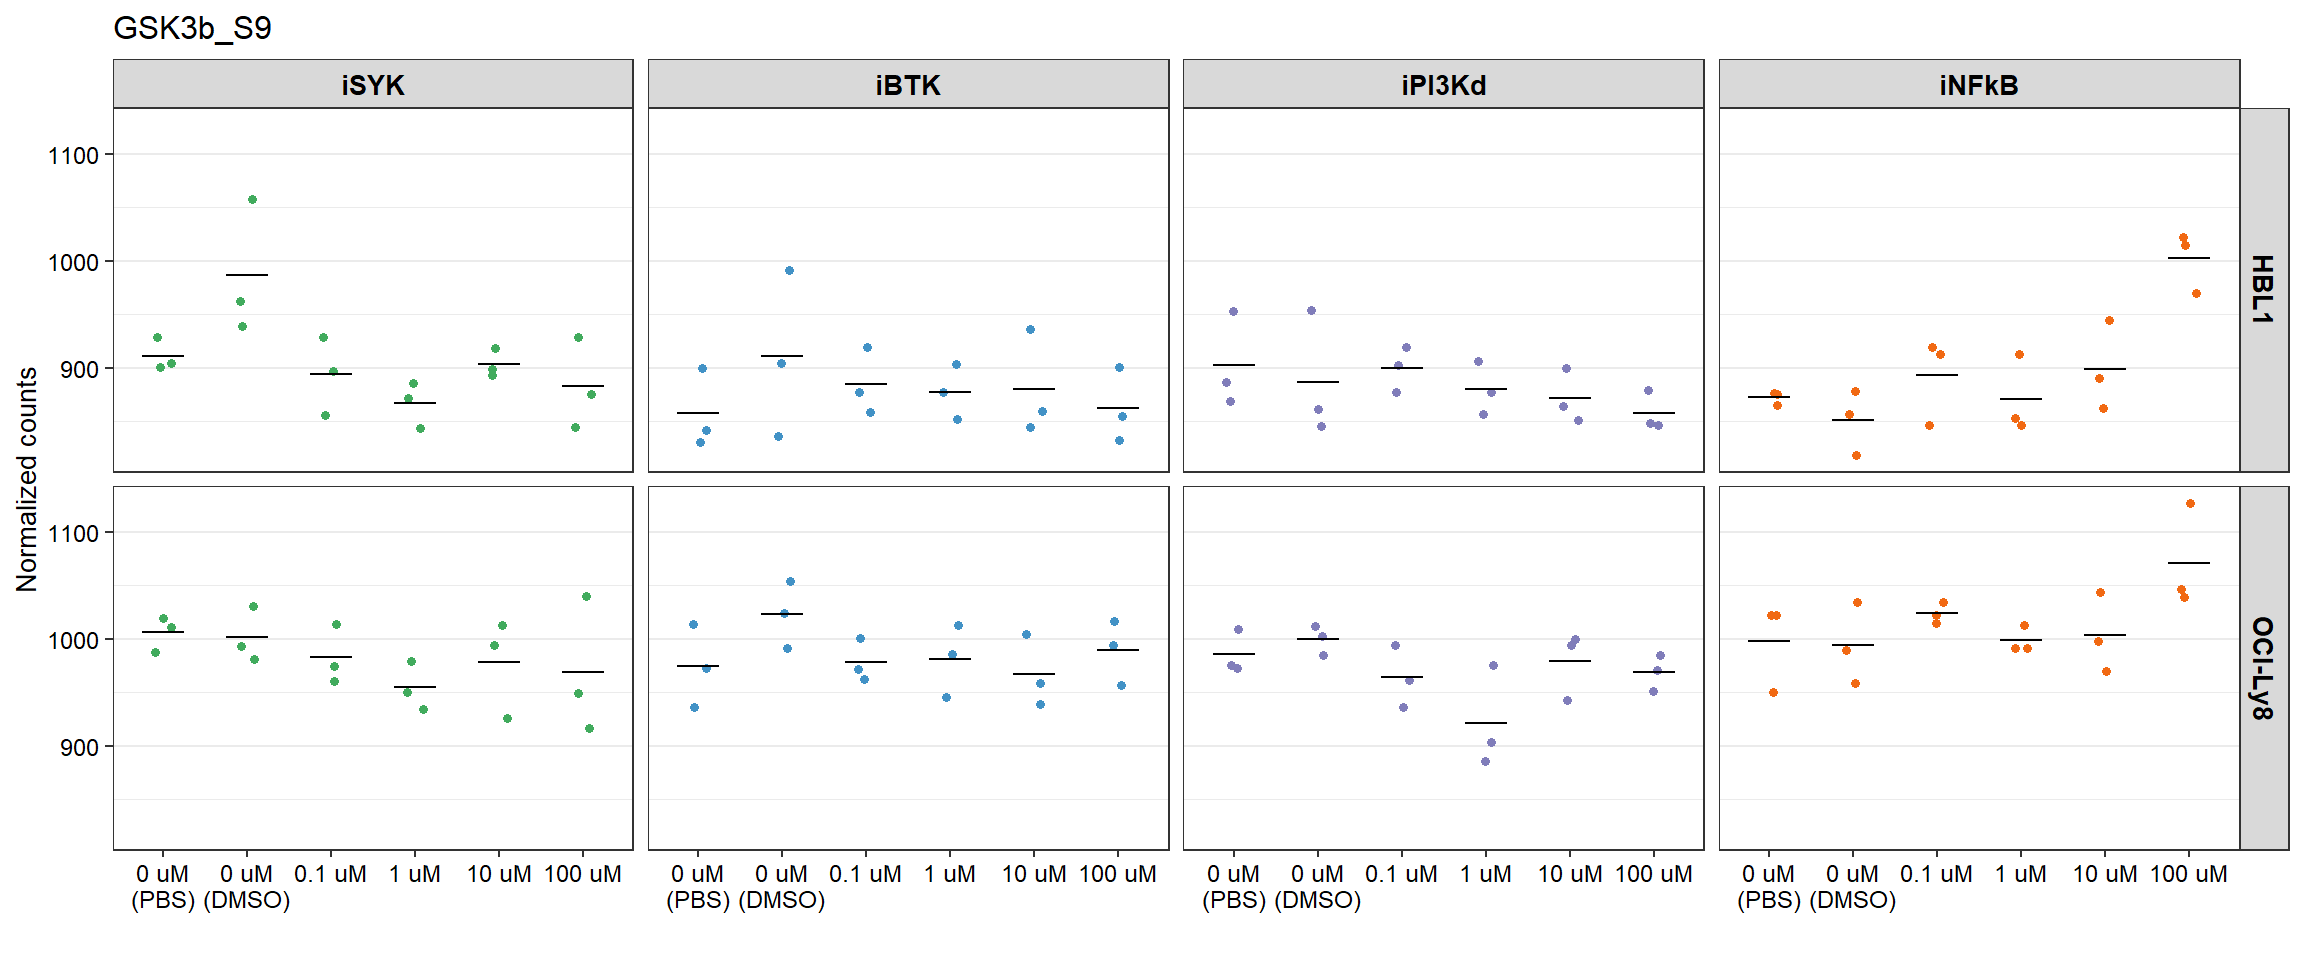 GSK3b_S9
iSYK iBTK iPI3Kd iNFkB
1100
1000
900
HBL1
Normalized counts
1100
1000
900
OCI-Ly8
0 uM 0 uM 0.1 uM 1 uM 10 uM 100 uM 0 uM 0 uM 0.1 uM 1 uM 10 uM 100 uM 0 uM 0 uM 0.1 uM 1 uM 10 uM 100 uM 0 uM 0 uM 0.1 uM 1 uM 10 uM 100 uM
(PBS) (DMSO) (PBS) (DMSO) (PBS) (DMSO) (PBS) (DMSO)